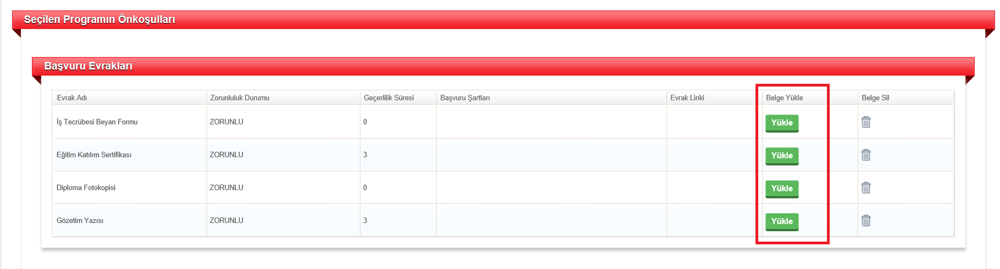 Seçilen Programın Önkoşulları
Başvuru Evrakları
Evrak Adı Zorunluluk Durumu Geçerlilik Süresi Başvuru Şartları Evrak Linki Belge Yükle Belge Sil
İş Tecrübesi Beyan Formu ZORUNLU 0 Yükle
Eğitim Katılım Sertifikası ZORUNLU 3 Yükle
Diploma Fotokopisi ZORUNLU 0 Yükle
Gözetim Yazısı ZORUNLU 3 Yükle